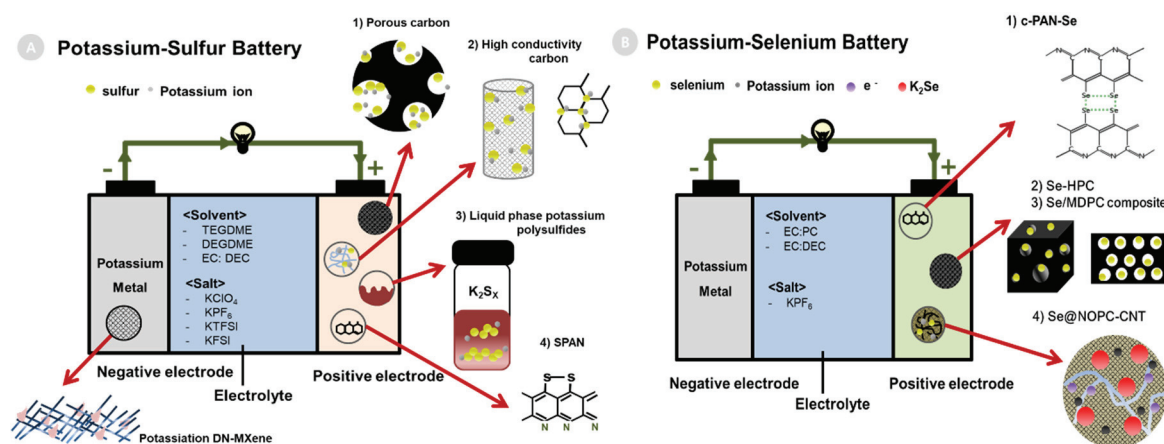 A Potassium-Sulfur Battery
sulfur Potassium ion
1) Porous carbon
2) High conductivity
carbon
-
+
Potassium
Metal
<Solvent>
- TEGDME
- DEGDME
- EC: DEC
<Salt>
- KClO4
- KPF6
- KTFSI
- KFSI
3) Liquid phase potassium
polysulfides
K2SX
4) SPAN
S S
N N N
Negative electrode
Electrolyte
Positive electrode
Potassiation DN-MXene
B Potassium-Selenium Battery
selenium Potassium ion e - K2Se
1) c-PAN-Se
N N N
Se Se
Se Se
C N C N C N
-
+
Potassium
Metal
<Solvent>
- EC:PC
- EC:DEC
<Salt>
- KPF6
2) Se-HPC
3) Se/MDPC composite
4) Se@NOPC-CNT
Negative electrode
Electrolyte
Positive electrode